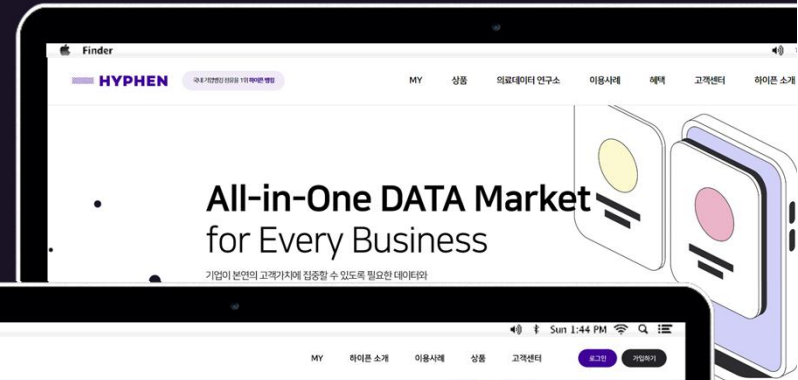 Finder
HYPHEN
국내 기업뱅킹 점유율 1위 하이픈 뱅킹
MY 상품 의료데이터 연구소 이용사례 혜택 고객센터 하이픈 소개
All-in-One DATA Market
for Every Business
기업이 본연의 고객가치에 집중할 수 있도록 필요한 데이터와
Sun 1:44 PM
MY 하이픈 소개 이용사례 상품 고객센터 로그인 가입하기